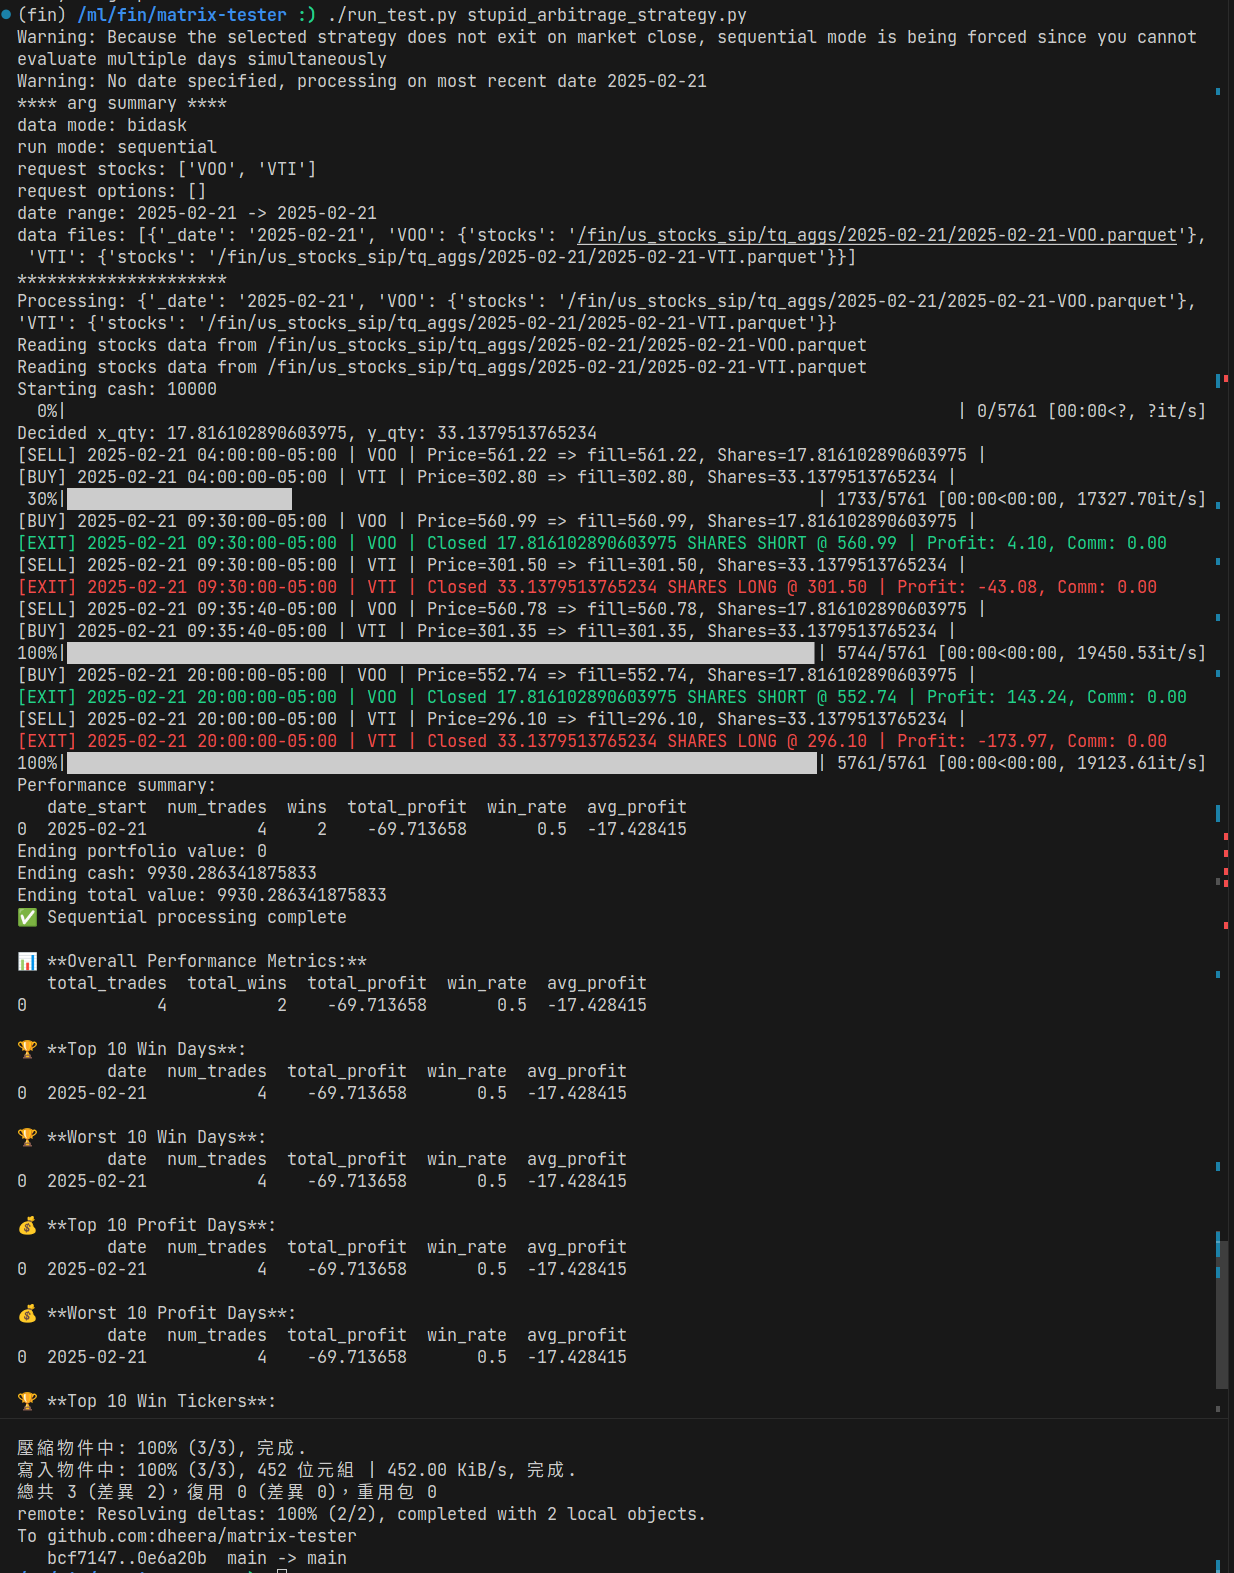 (fin) /ml/fin/matrix-tester :) ./run_test.py stupid_arbitrage_strategy.py
Warning: Because the selected strategy does not exit on market close, sequential mode is being forced since you cannot
evaluate multiple days simultaneously
Warning: No date specified, processing on most recent date 2025-02-21
**** arg summary ****
data mode: bidask
run mode: sequential
request stocks: ['VOO', 'VTI']
request options: []
date range: 2025-02-21 -> 2025-02-21
data files: [{'_date': '2025-02-21', 'VOO': {'stocks': '/fin/us_stocks_sip/tq_aggs/2025-02-21/2025-02-21-VOO.parquet'},
 'VTI': {'stocks': '/fin/us_stocks_sip/tq_aggs/2025-02-21/2025-02-21-VTI.parquet'}}]
*********************
Processing: {'_date': '2025-02-21', 'VOO': {'stocks': '/fin/us_stocks_sip/tq_aggs/2025-02-21/2025-02-21-VOO.parquet'},
'VTI': {'stocks': '/fin/us_stocks_sip/tq_aggs/2025-02-21/2025-02-21-VTI.parquet'}}
Reading stocks data from /fin/us_stocks_sip/tq_aggs/2025-02-21/2025-02-21-VOO.parquet
Reading stocks data from /fin/us_stocks_sip/tq_aggs/2025-02-21/2025-02-21-VTI.parquet
Starting cash: 10000
  0%| | 0/5761 [00:00<?, ?it/s]
Decided x_qty: 17.816102890603975, y_qty: 33.1379513765234
[SELL] 2025-02-21 04:00:00-05:00 | VOO | Price=561.22 => fill=561.22, Shares=17.816102890603975 |
[BUY] 2025-02-21 04:00:00-05:00 | VTI | Price=302.80 => fill=302.80, Shares=33.1379513765234 |
 30%| | 1733/5761 [00:00<00:00, 17327.70it/s]
[BUY] 2025-02-21 09:30:00-05:00 | VOO | Price=560.99 => fill=560.99, Shares=17.816102890603975 |
[EXIT] 2025-02-21 09:30:00-05:00 | VOO | Closed 17.816102890603975 SHARES SHORT @ 560.99 | Profit: 4.10, Comm: 0.00
[SELL] 2025-02-21 09:30:00-05:00 | VTI | Price=301.50 => fill=301.50, Shares=33.1379513765234 |
[EXIT] 2025-02-21 09:30:00-05:00 | VTI | Closed 33.1379513765234 SHARES LONG @ 301.50 | Profit: -43.08, Comm: 0.00
[SELL] 2025-02-21 09:35:40-05:00 | VOO | Price=560.78 => fill=560.78, Shares=17.816102890603975 |
[BUY] 2025-02-21 09:35:40-05:00 | VTI | Price=301.35 => fill=301.35, Shares=33.1379513765234 |
100%| | 5744/5761 [00:00<00:00, 19450.53it/s]
[BUY] 2025-02-21 20:00:00-05:00 | VOO | Price=552.74 => fill=552.74, Shares=17.816102890603975 |
[EXIT] 2025-02-21 20:00:00-05:00 | VOO | Closed 17.816102890603975 SHARES SHORT @ 552.74 | Profit: 143.24, Comm: 0.00
[SELL] 2025-02-21 20:00:00-05:00 | VTI | Price=296.10 => fill=296.10, Shares=33.1379513765234 |
[EXIT] 2025-02-21 20:00:00-05:00 | VTI | Closed 33.1379513765234 SHARES LONG @ 296.10 | Profit: -173.97, Comm: 0.00
100%| | 5761/5761 [00:00<00:00, 19123.61it/s]
Performance summary:
   date_start  num_trades  wins  total_profit  win_rate  avg_profit
0  2025-02-21           4     2    -69.713658       0.5  -17.428415
Ending portfolio value: 0
Ending cash: 9930.286341875833
Ending total value: 9930.286341875833
✅ Sequential processing complete
📊 **Overall Performance Metrics:**
   total_trades  total_wins  total_profit  win_rate  avg_profit
0             4           2    -69.713658       0.5  -17.428415
🏆 **Top 10 Win Days**:
         date  num_trades  total_profit  win_rate  avg_profit
0  2025-02-21           4    -69.713658       0.5  -17.428415
🏆 **Worst 10 Win Days**:
         date  num_trades  total_profit  win_rate  avg_profit
0  2025-02-21           4    -69.713658       0.5  -17.428415
💰 **Top 10 Profit Days**:
         date  num_trades  total_profit  win_rate  avg_profit
0  2025-02-21           4    -69.713658       0.5  -17.428415
💰 **Worst 10 Profit Days**:
         date  num_trades  total_profit  win_rate  avg_profit
0  2025-02-21           4    -69.713658       0.5  -17.428415
🏆 **Top 10 Win Tickers**:
壓縮物件中: 100% (3/3), 完成.
寫入物件中: 100% (3/3), 452 位元組 | 452.00 KiB/s, 完成.
總共 3 (差異 2)，復用 0 (差異 0)，重用包 0
remote: Resolving deltas: 100% (2/2), completed with 2 local objects.
To github.com:dheera/matrix-tester
   bcf7147..0e6a20b  main -> main